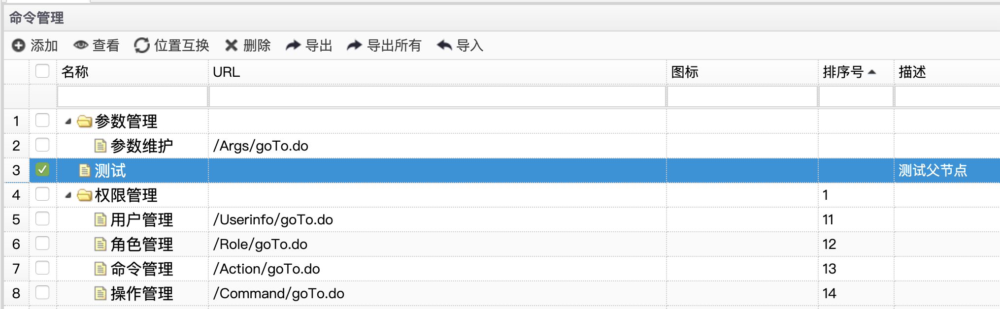 命令管理
添加 查看 位置互换 删除 导出 导出所有 导入
名称 URL 图标 排序号 描述
1 参数管理
2 参数维护 /Args/goTo.do
3 测试 测试父节点
4 权限管理 1
5 用户管理 /Userinfo/goTo.do 11
6 角色管理 /Role/goTo.do 12
7 命令管理 /Action/goTo.do 13
8 操作管理 /Command/goTo.do 14